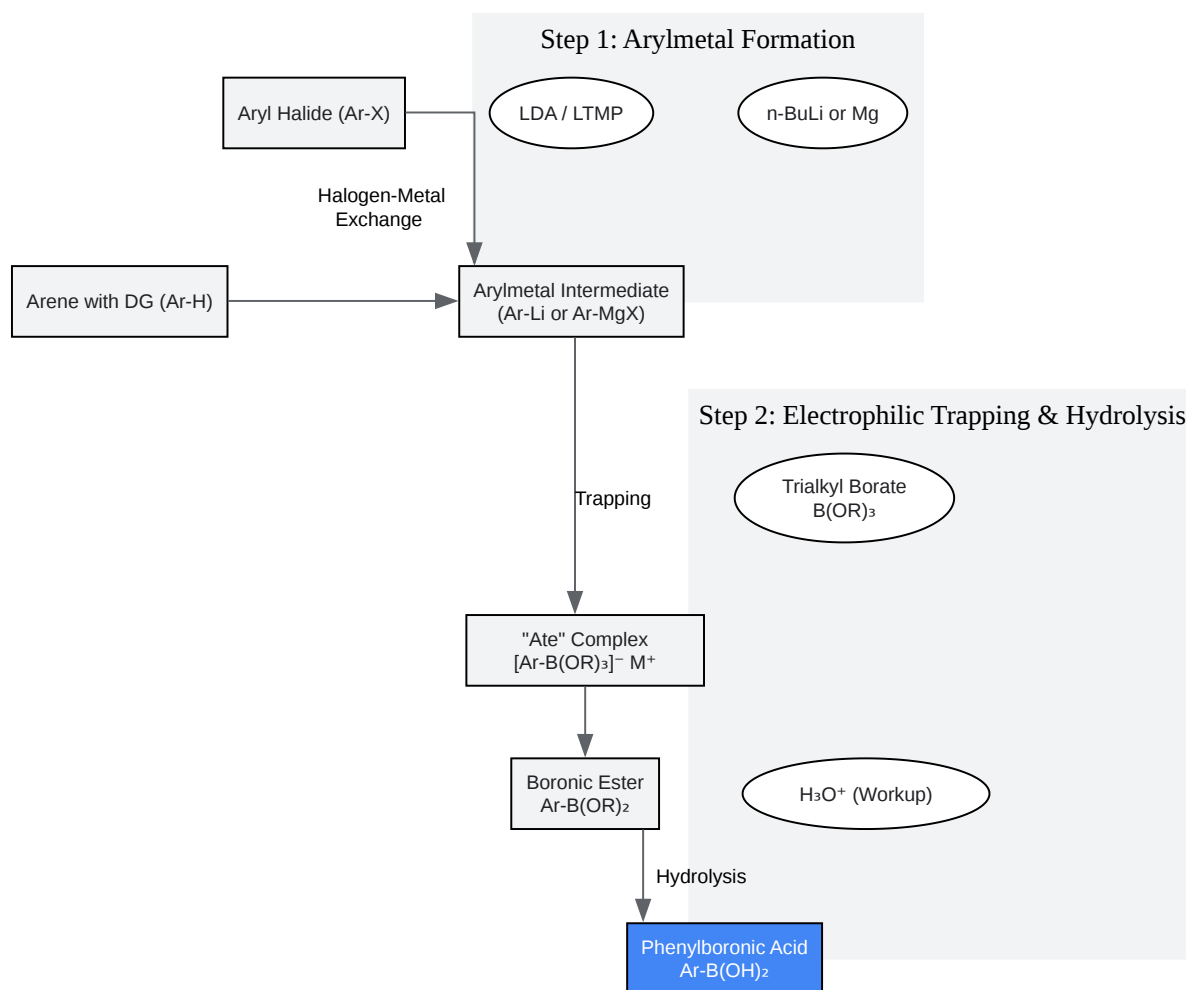 Step 1: Arylmetal Formation
Aryl Halide (Ar-X)
LDA / LTMP
n-BuLi or Mg
Halogen-Metal
Exchange
Arene with DG (Ar-H)
Arylmetal Intermediate
(Ar-Li or Ar-MgX)
Step 2: Electrophilic Trapping & Hydrolysis
Trialkyl Borate
B(OR)₃
Trapping
"Ate" Complex
[Ar-B(OR)₃]⁻ M⁺
Boronic Ester
Ar-B(OR)₂
H₃O⁺ (Workup)
Hydrolysis
Phenylboronic Acid
Ar-B(OH)₂